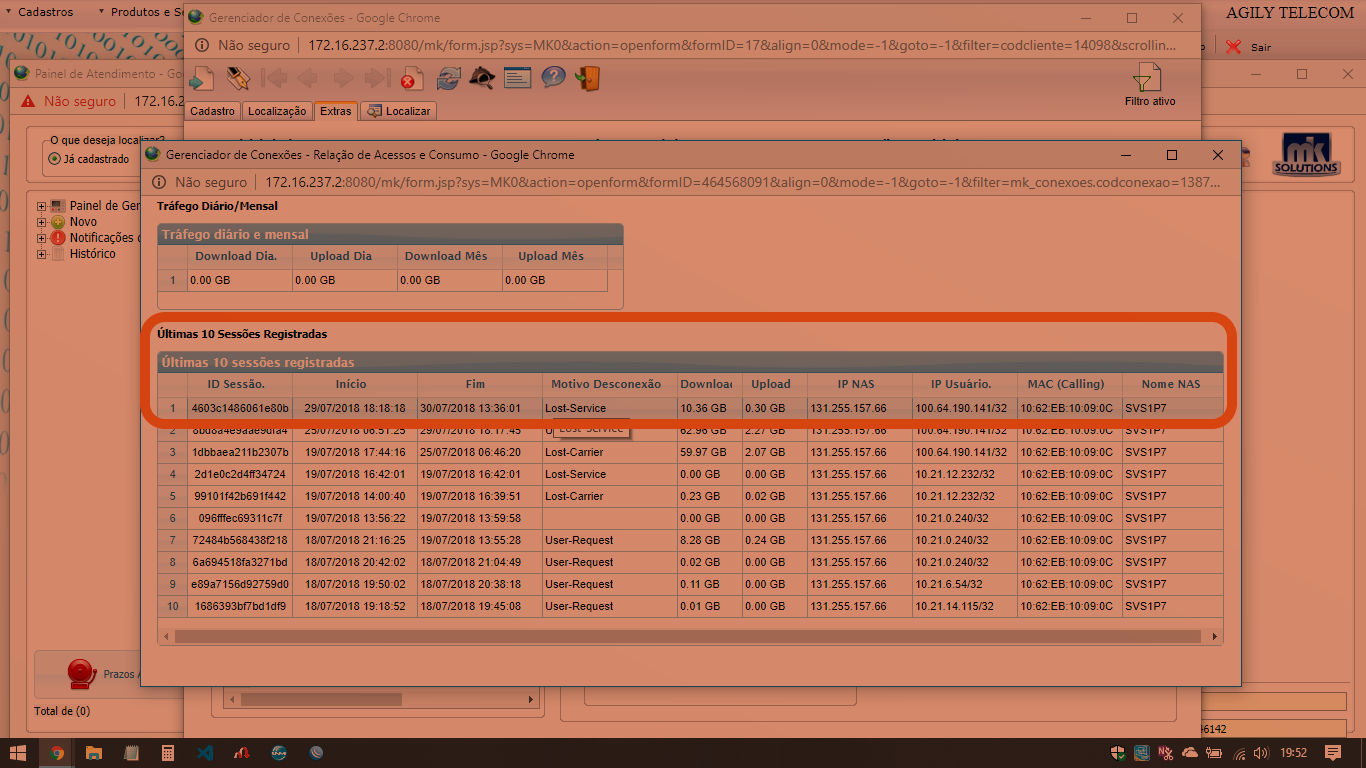 Cadastros
Produtos e S
AGILY TELECOM
Sair
Gerenciador de Conexões - Google Chrome
Não seguro
172.16.237.2:8080/mk/form.jsp?sys=MK0&action=openform&formID=17&align=0&mode=-1&goto=-1&filter=codcliente=14098&scrollin...
Painel de Atendimento - Go
Não seguro
172.16.2
Filtro ativo
Cadastro
Localização
Extras
Localizar
O que deseja localizar?
Já cadastrado
mk
SOLUTIONS
Painel de Ger
Novo
Notificações
Histórico
Gerenciador de Conexões - Relação de Acessos e Consumo - Google Chrome
Não seguro
172.16.237.2:8080/mk/form.jsp?sys=MK0&action=openform&formID=464568091&align=0&mode=-1&goto=-1&filter=mk_conexoes.codconexao=1387...
Tráfego Diário/Mensal
Tráfego diário e mensal
Download Dia. Upload Dia Download Mês Upload Mês
1 0.00 GB 0.00 GB 0.00 GB 0.00 GB
Últimas 10 Sessões Registradas
Últimas 10 sessões registradas
ID Sessão. Início Fim Motivo Desconexão Download Upload IP NAS IP Usuário. MAC (Calling) Nome NAS
1 4603c1486061e80b 29/07/2018 18:18:18 30/07/2018 13:36:01 Lost-Service 10.36 GB 0.30 GB 131.255.157.66 100.64.190.141/32 10:62:EB:10:09:0C SVS1P7
2 8bd8a4e9aae9dfa4 25/07/2018 06:51:25 29/07/2018 18:17:45 62.96 GB 2.27 GB 131.255.157.66 100.64.190.141/32 10:62:EB:10:09:0C SVS1P7
Lost-Service
3 1dbbaea211b2307b 19/07/2018 17:44:16 25/07/2018 06:46:20 Lost-Carrier 59.97 GB 2.07 GB 131.255.157.66 100.64.190.141/32 10:62:EB:10:09:0C SVS1P7
4 2d1e0c2d4ff34724 19/07/2018 16:42:01 19/07/2018 16:42:01 Lost-Service 0.00 GB 0.00 GB 131.255.157.66 10.21.12.232/32 10:62:EB:10:09:0C SVS1P7
5 99101f42b691f442 19/07/2018 14:00:40 19/07/2018 16:39:51 Lost-Carrier 0.23 GB 0.02 GB 131.255.157.66 10.21.12.232/32 10:62:EB:10:09:0C SVS1P7
6 096fffec69311c7f 19/07/2018 13:56:22 19/07/2018 13:59:58 0.00 GB 0.00 GB 131.255.157.66 10.21.0.240/32 10:62:EB:10:09:0C SVS1P7
7 72484b568438f218 18/07/2018 21:16:25 19/07/2018 13:55:28 User-Request 8.28 GB 0.24 GB 131.255.157.66 10.21.0.240/32 10:62:EB:10:09:0C SVS1P7
8 6a694518fa3271bd 18/07/2018 20:42:02 18/07/2018 21:04:49 User-Request 0.02 GB 0.00 GB 131.255.157.66 10.21.0.240/32 10:62:EB:10:09:0C SVS1P7
9 e89a7156d92759d0 18/07/2018 19:50:02 18/07/2018 20:38:18 User-Request 0.11 GB 0.00 GB 131.255.157.66 10.21.6.54/32 10:62:EB:10:09:0C SVS1P7
10 1686393bf7bd1df9 18/07/2018 19:18:52 18/07/2018 19:45:08 User-Request 0.01 GB 0.00 GB 131.255.157.66 10.21.14.115/32 10:62:EB:10:09:0C SVS1P7
Prazos
Total de (0)
46142
19:52